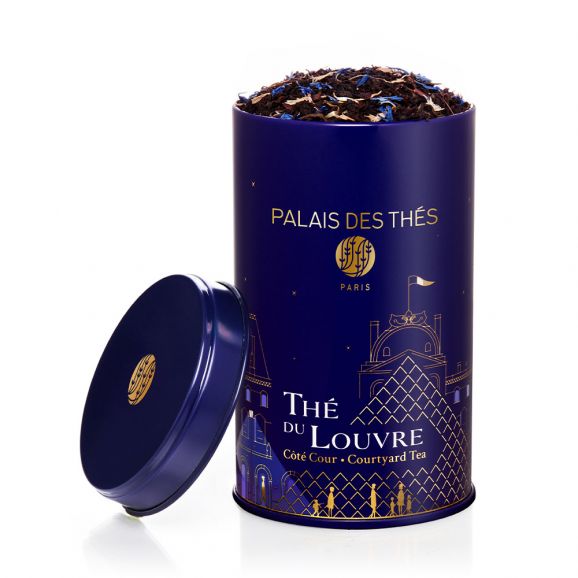 PALAIS DES THÉS
PARIS
THÉ
DU LOUVRE
CÔTÉ COUR • COURTYARD TEA